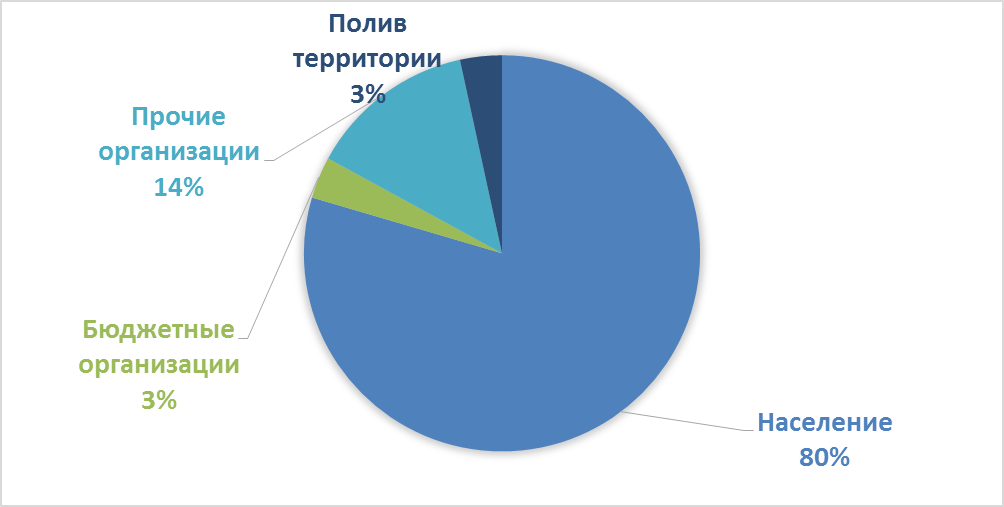 Полив
территории
3%
Прочие
организации
14%
Бюджетные
организации
3%
Население
80%